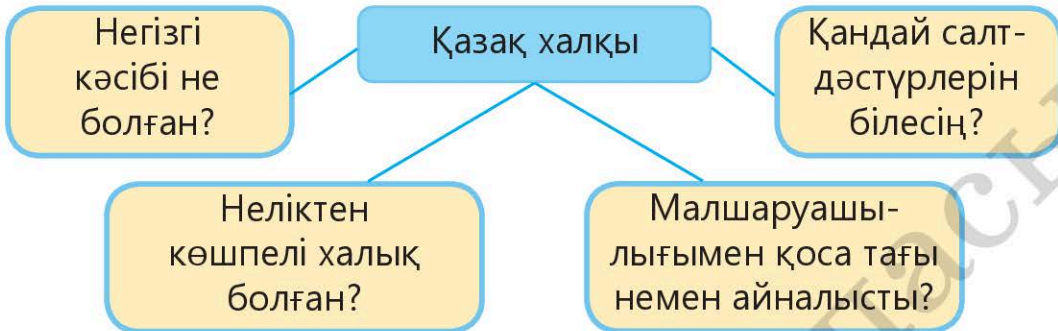 Негізгі
кәсібі не
болған?
Қазақ халқы
Қандай салт-
дәстүрлерін
білесің?
Неліктен
көшпелі халық
болған?
Малшаруашы-
лығымен қоса тағы
немен айналысты?